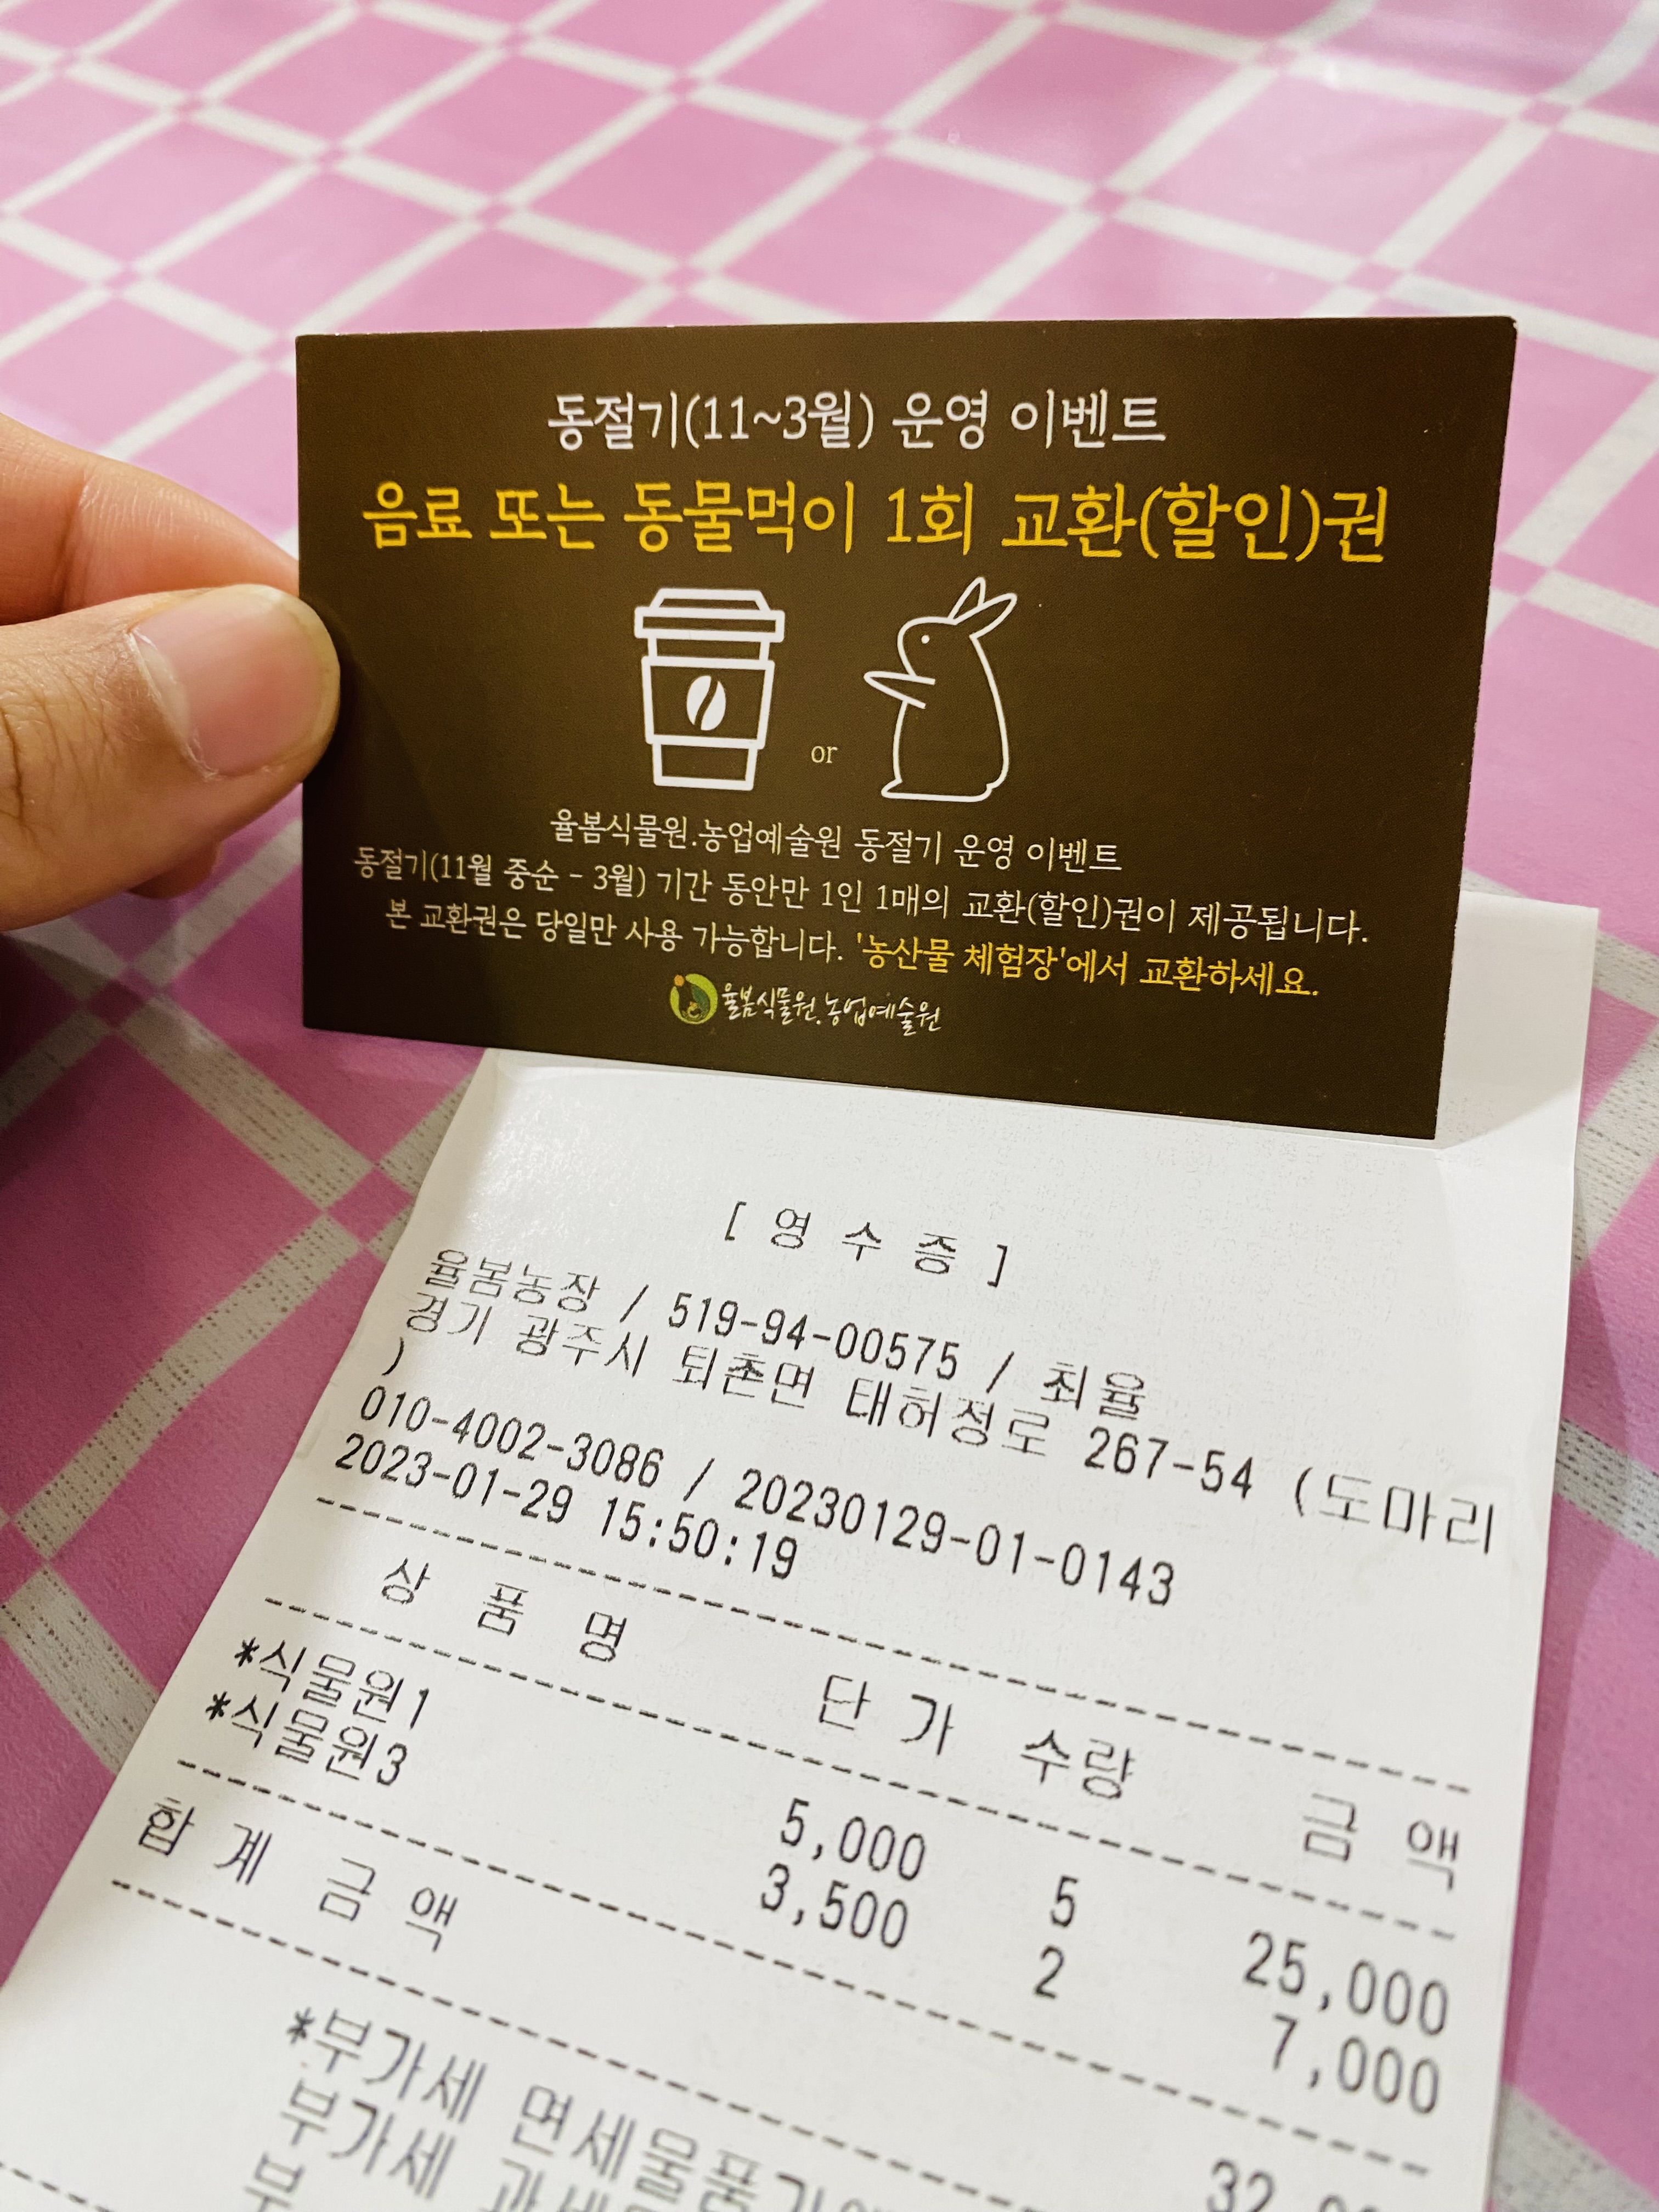 동절기(11~3월) 운영 이벤트
음료 또는 동물먹이 1회 교환(할인)권
or
율봄식물원.농업예술원 동절기 운영 이벤트
동절기(11월 중순 - 3월) 기간 동안만 1인 1매의 교환(할인)권이 제공됩니다.
본 교환권은 당일만 사용 가능합니다. '농산물 체험장'에서 교환하세요.
율봄식물원.농업예술원
[ 영 수 증 ]
율봄농장 / 519-94-00575 / 최율
경기 광주시 퇴촌면 태허정로 267-54 (도마리
)
010-4002-3086 / 20230129-01-0143
2023-01-29 15:50:19
상 품 명 단 가 수량 금 액
*식물원1 5,000 5 25,000
*식물원3 3,500 2 7,000
합 계 금 액
*부가세 면세물품가액
부가세